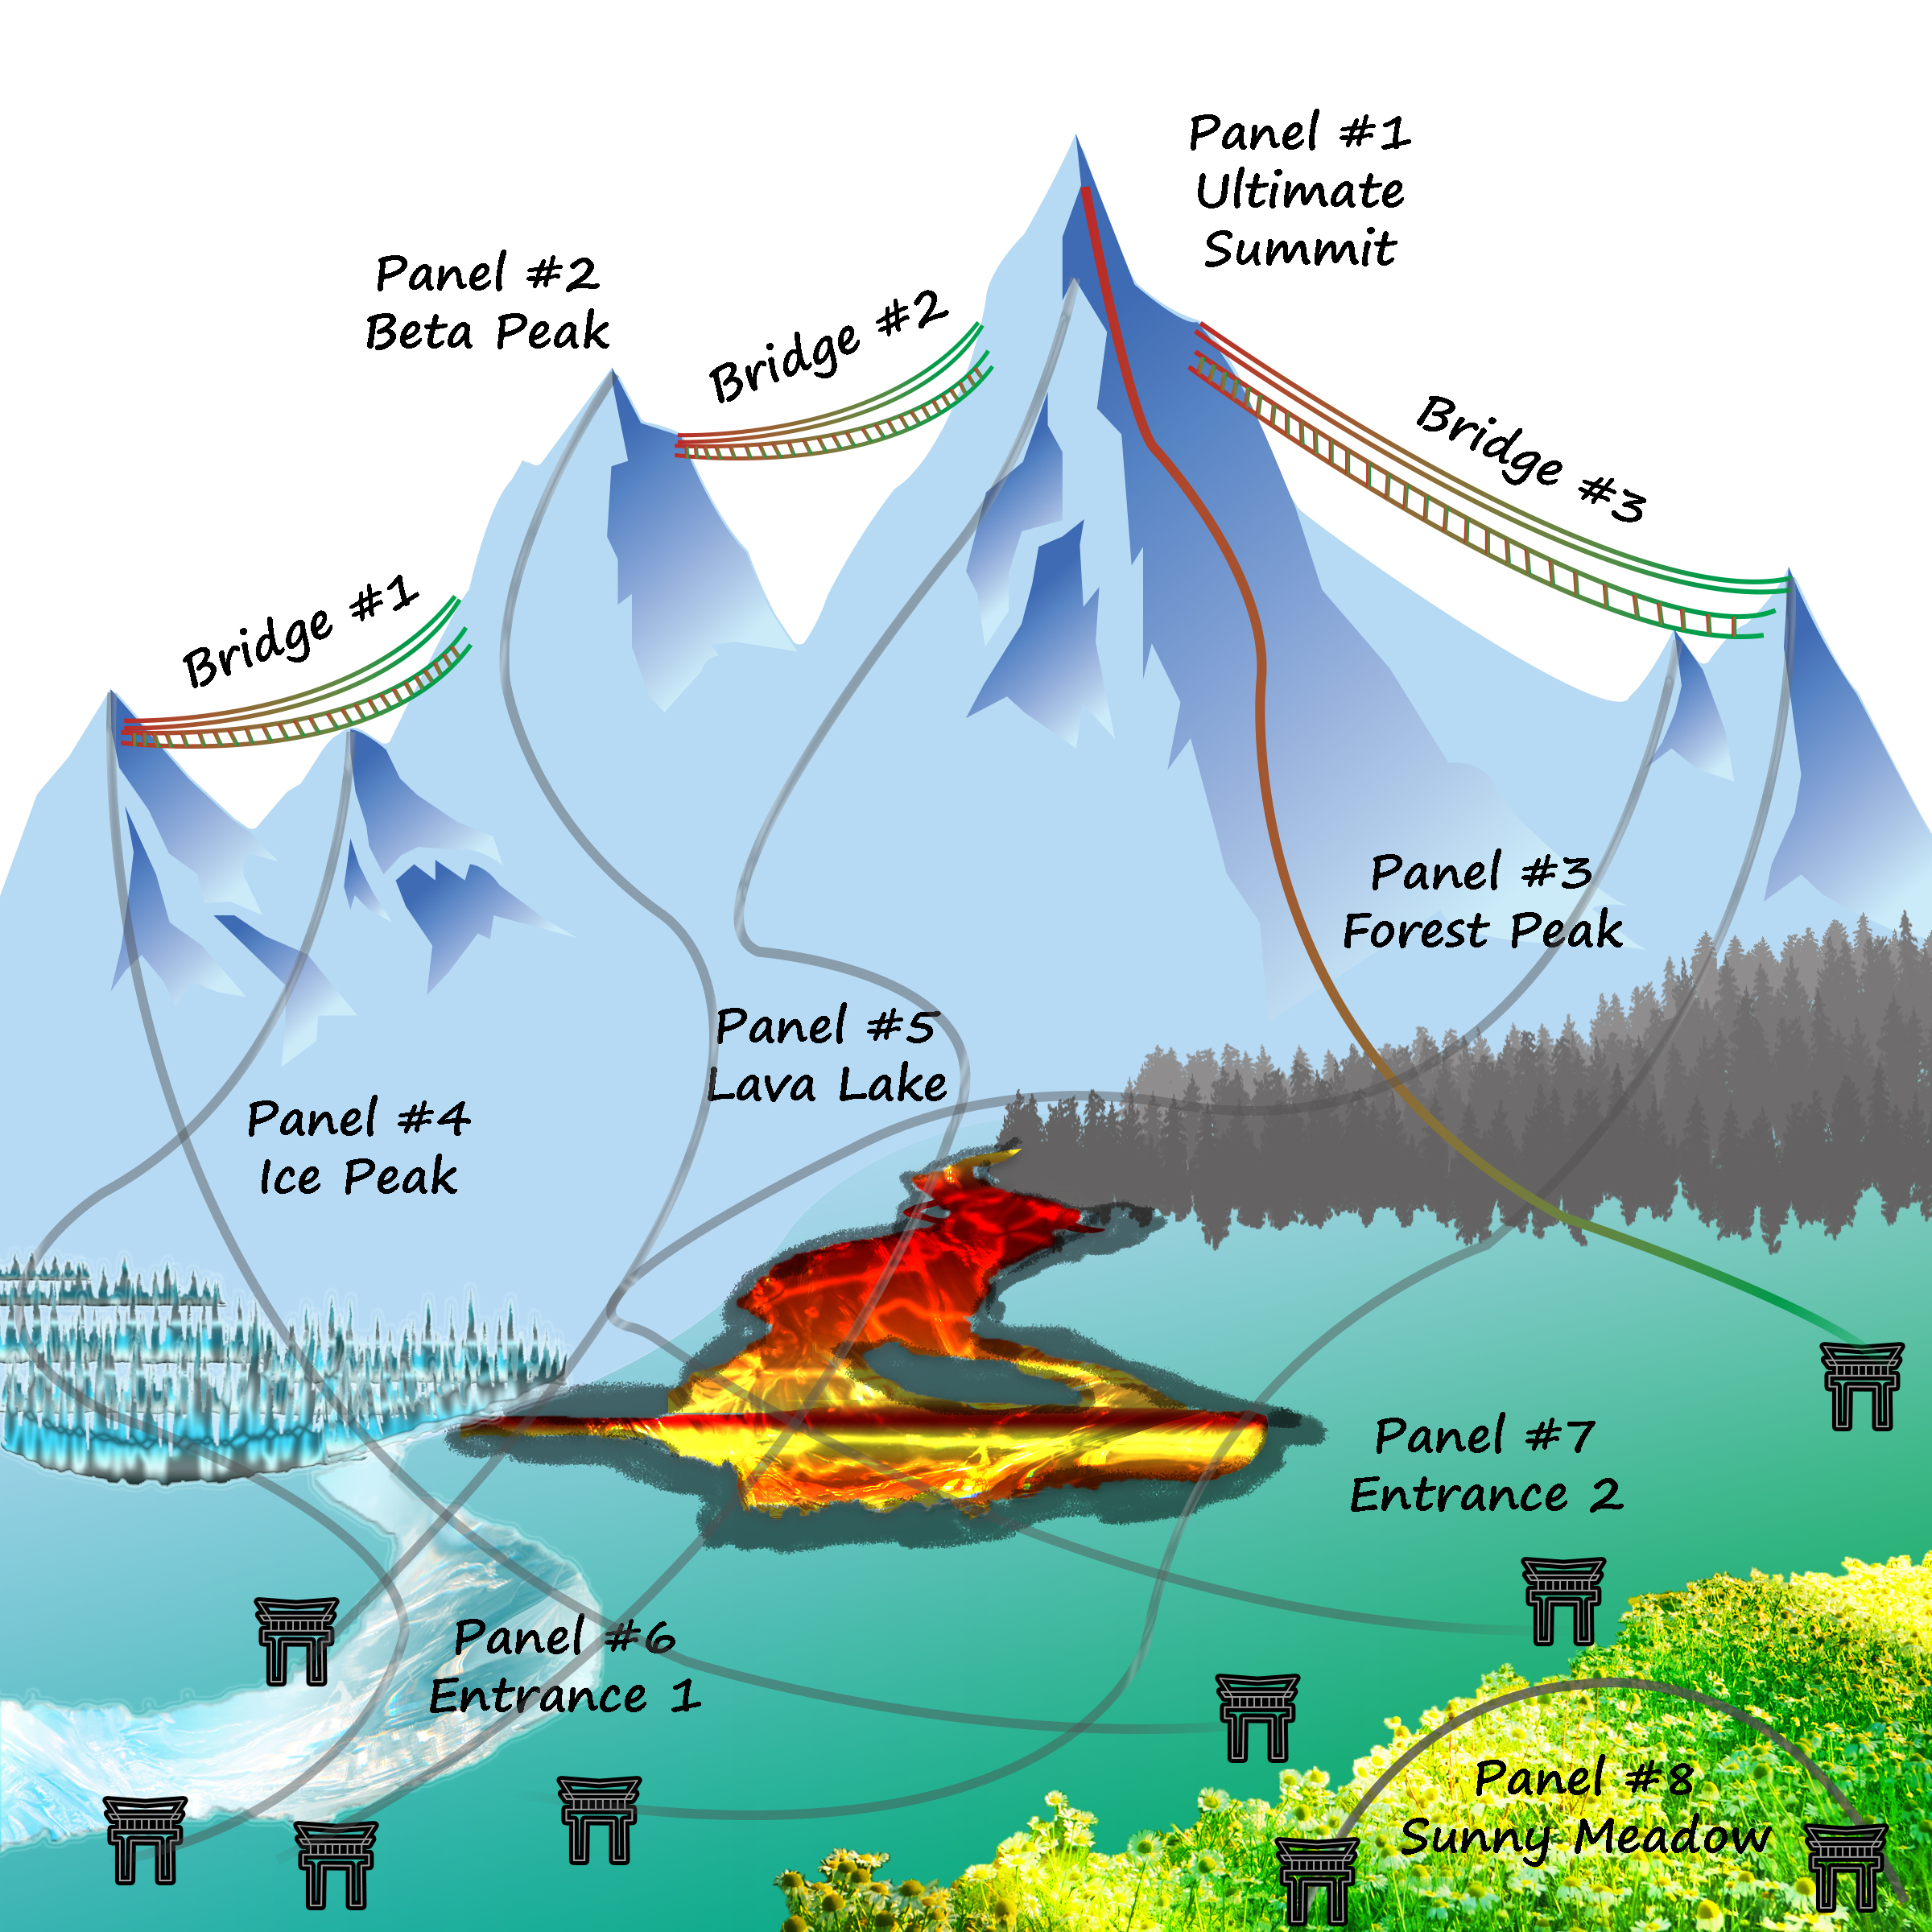 Panel #1
Ultimate
Summit
Panel #2
Beta Peak
Bridge #2
Bridge #3
Bridge #1
Panel #3
Forest Peak
Panel #5
Lava Lake
Panel #4
Ice Peak
Panel #7
Entrance 2
Panel #6
Entrance 1
Panel #8
Sunny Meadow